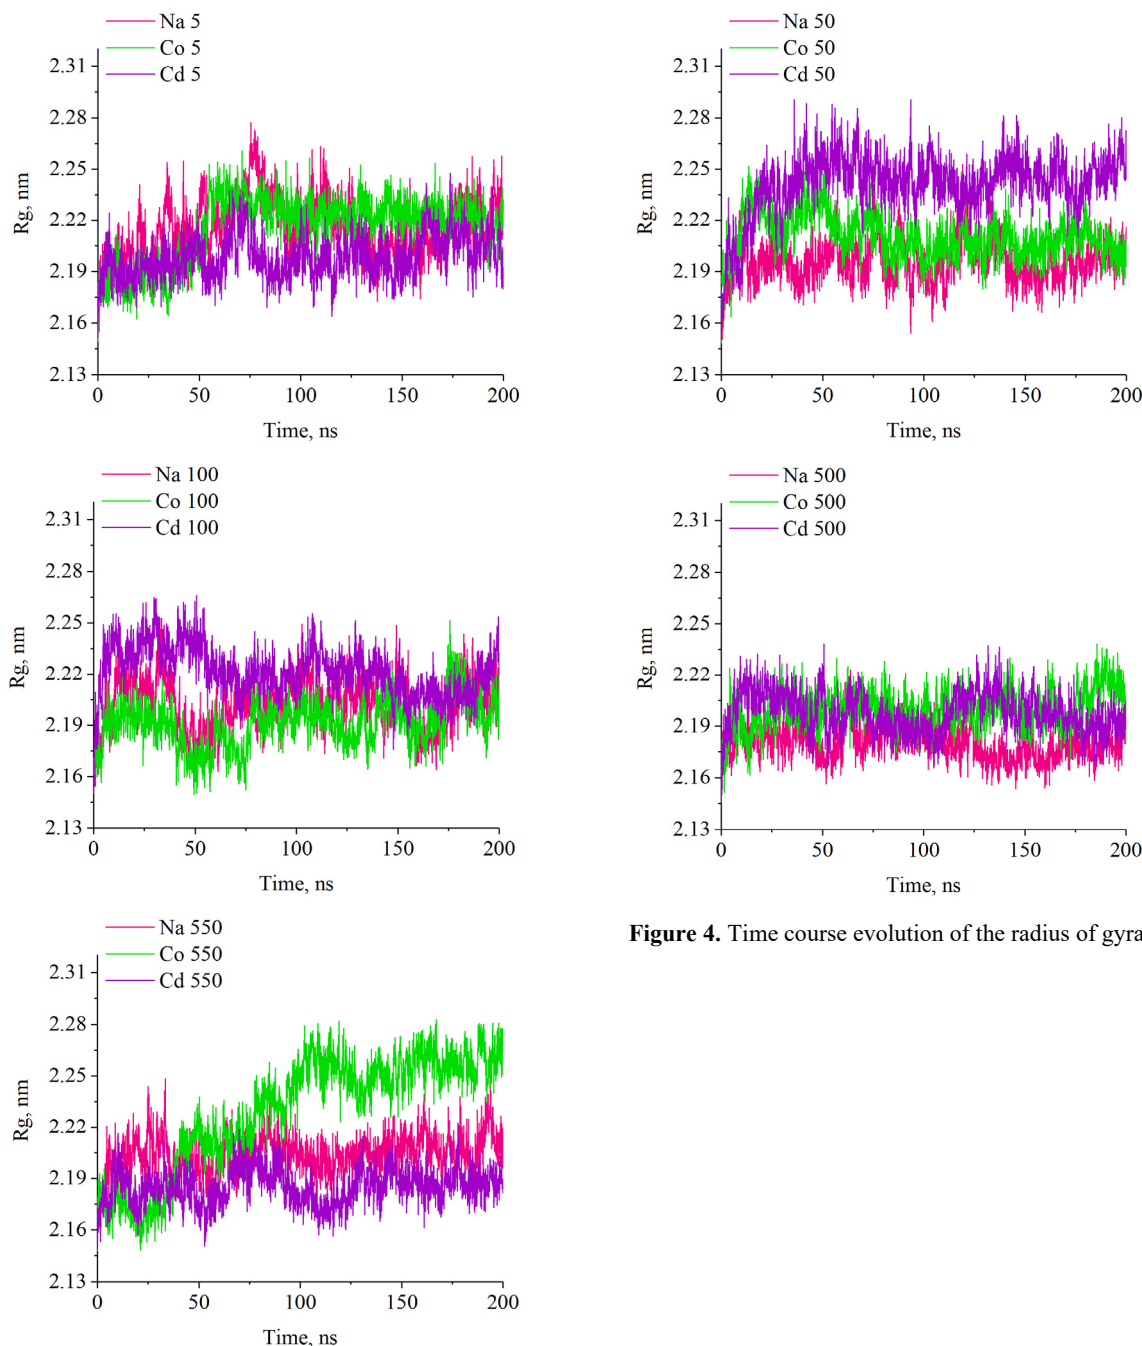 Na 5
Co 5
Cd 5
2.31
2.28
2.25
2.22
2.19
2.16
2.13
Rg, nm
0 50 100 150 200
Time, ns
Na 50
Co 50
Cd 50
2.31
2.28
2.25
2.22
2.19
2.16
2.13
Rg, nm
0 50 100 150 200
Time, ns
Na 100
Co 100
Cd 100
2.31
2.28
2.25
2.22
2.19
2.16
2.13
Rg, nm
0 50 100 150 200
Time, ns
Na 500
Co 500
Cd 500
2.31
2.28
2.25
2.22
2.19
2.16
2.13
Rg, nm
0 50 100 150 200
Time, ns
Figure 4. Time course evolution of the radius of gyra
Na 550
Co 550
Cd 550
2.31
2.28
2.25
2.22
2.19
2.16
2.13
Rg, nm
0 50 100 150 200
Time, ns